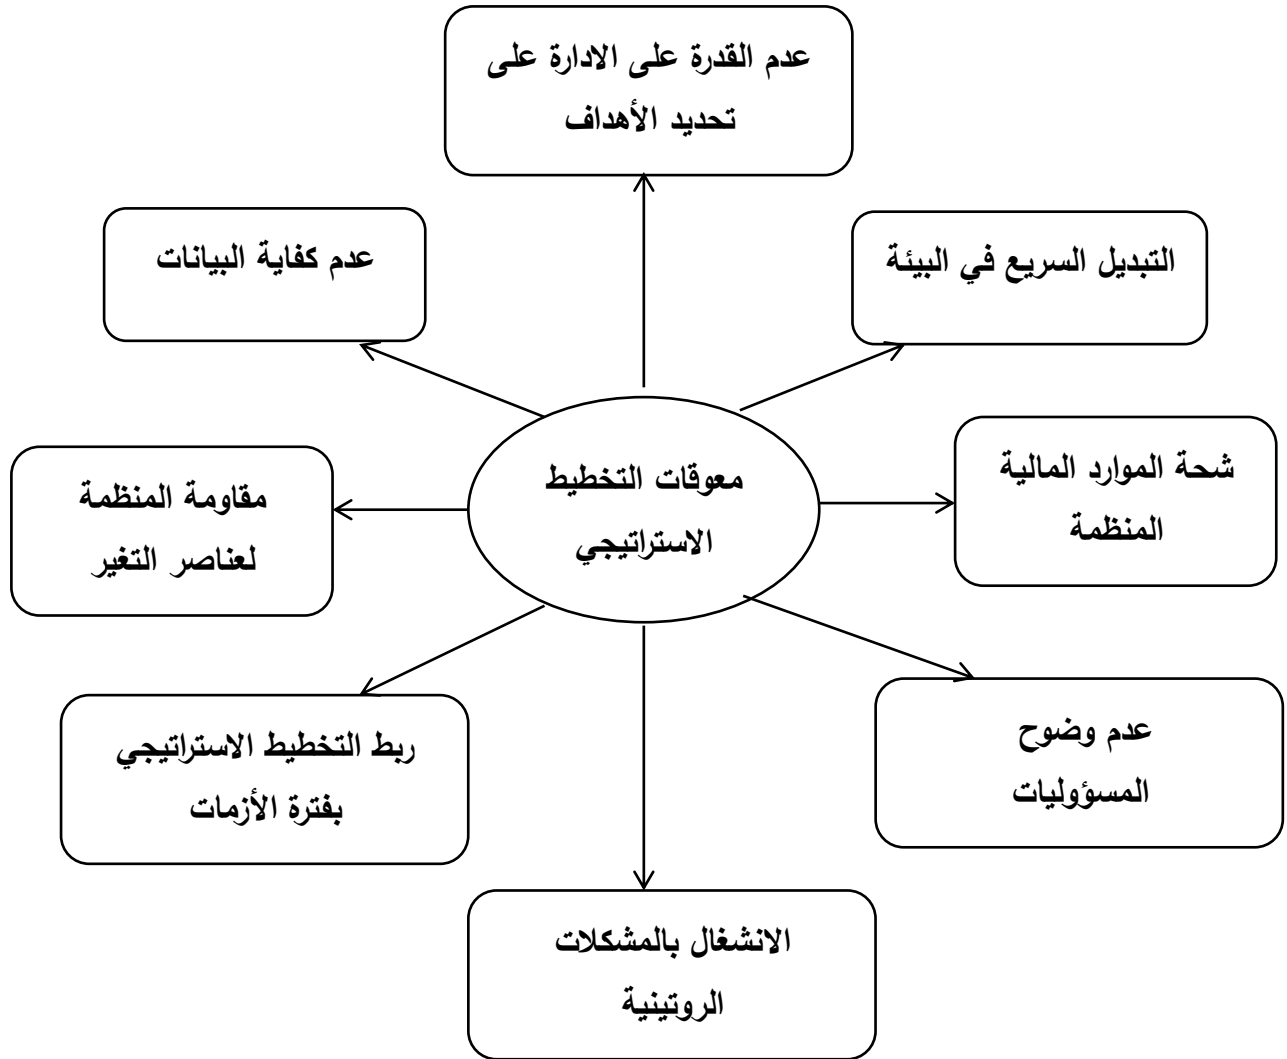 عدم القدرة على الادارة على
تحديد الأهداف
التبديل السريع في البيئة
عدم كفاية البيانات
شحة الموارد المالية
المنظمة
معوقات التخطيط
الاستراتيجي
مقاومة المنظمة
لعناصر التغير
عدم وضوح
المسؤوليات
ربط التخطيط الاستراتيجي
بفترة الأزمات
الانشغال بالمشكلات
الروتينية